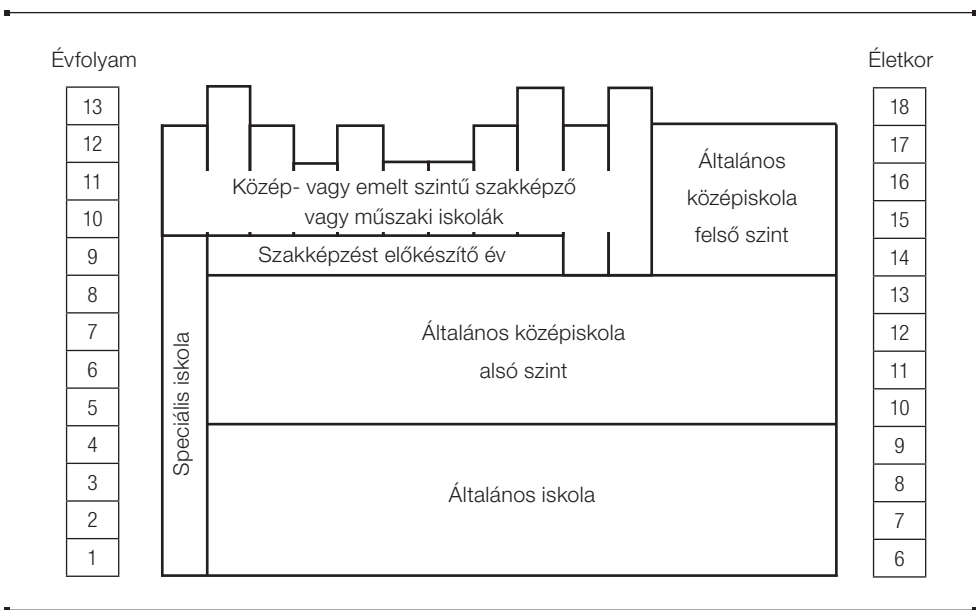 Évfolyam
Életkor
13
12
11
10
9
8
7
6
5
4
3
2
1
Közép- vagy emelt szintű szakképző
vagy műszaki iskolák
Szakképzést előkészítő év
Általános
középiskola
felső szint
Általános középiskola
alsó szint
Speciális iskola
Általános iskola
18
17
16
15
14
13
12
11
10
9
8
7
6